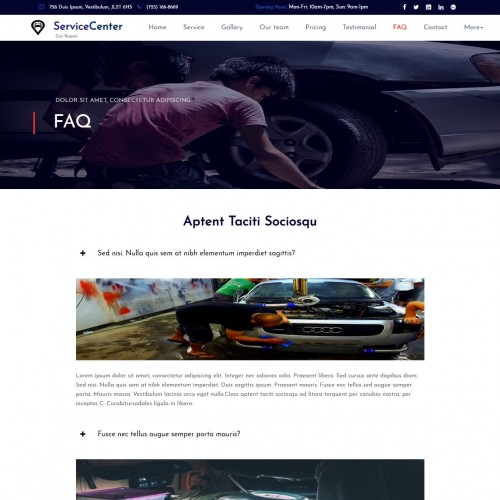 736 Duis Ipsum, Vestibulum, JLST 6HS (755) 166-8669 Opening Hours: Mon-Fri: 10am-7pm; Sun: 9am-1pm
ServiceCenter
Car Repair
Home Service Gallery Our team Pricing Testimonial FAQ Contact More
DOLOR SIT AMET, CONSECTETUR ADIPISCING
FAQ
Aptent Taciti Sociosqu
+ Sed nisi. Nulla quis sem at nibh elementum imperdiet sagittis?
Lorem ipsum dolor sit amet, consectetur adipiscing elit. Integer nec odionec odio. Praesent libero. Sed cursus ante dapibus diam.
Sed nisi. Nulla quis sem at nibh elementum imperdiet. Duis sagittis ipsum. Praesent mauris. Fusce nec tellus sed augue semper
porta. Mauris massa. Vestibulum lacinia arcu eget nulla.Class aptent taciti sociosqu ad litora torquent per conubia nostra, per
inceptos C. Curabitursodales ligula in libero.
+ Fusce nec tellus augue semper porta mauris?